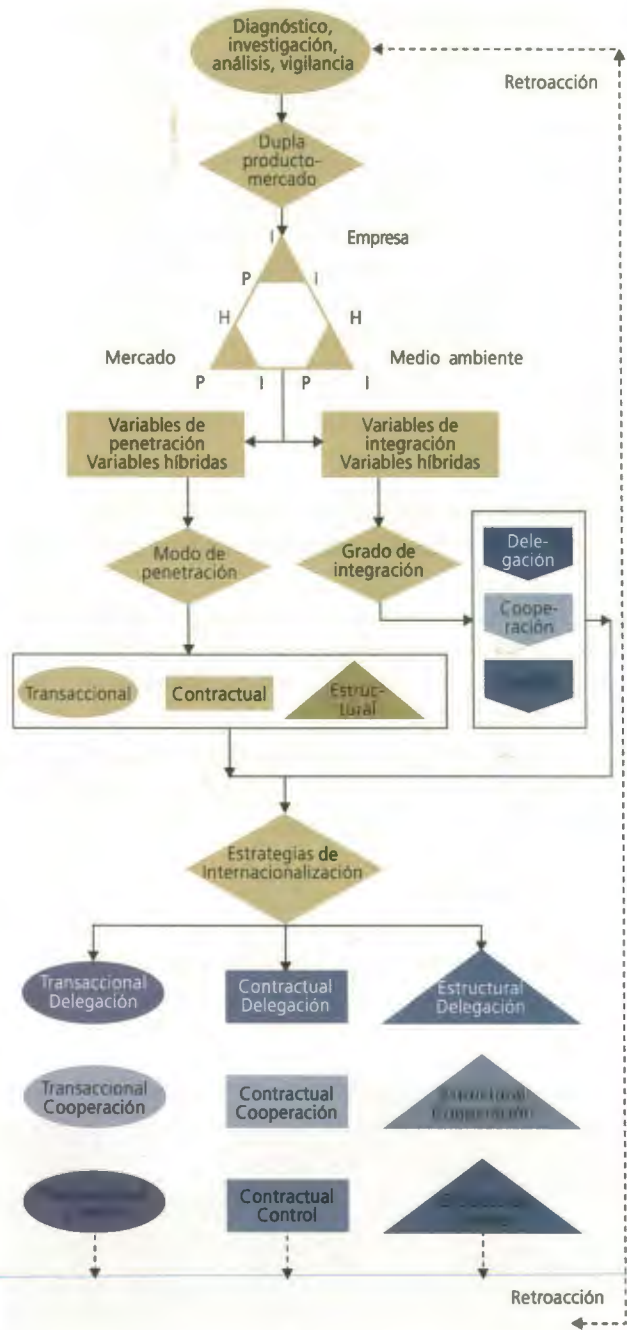 Diagnóstico,
investigación,
análisis, vigilancia
Retroacción
Dupla
producto-
mercado
I
Empresa
P
I
H
H
Mercado
Medio ambiente
P
I
P
I
Variables de
penetración
Variables híbridas
Variables de
integración
Variables híbridas
Modo de
penetración
Grado de
integración
Dele-
gación
Coope-
ración
Transaccional
Contractual
Estruc-
tural
Estrategias de
Internacionalización
Transaccional
Delegación
Contractual
Delegación
Estructural
Delegación
Transaccional
Cooperación
Contractual
Cooperación
Estructural
Cooperación
Contractual
Control
Retroacción